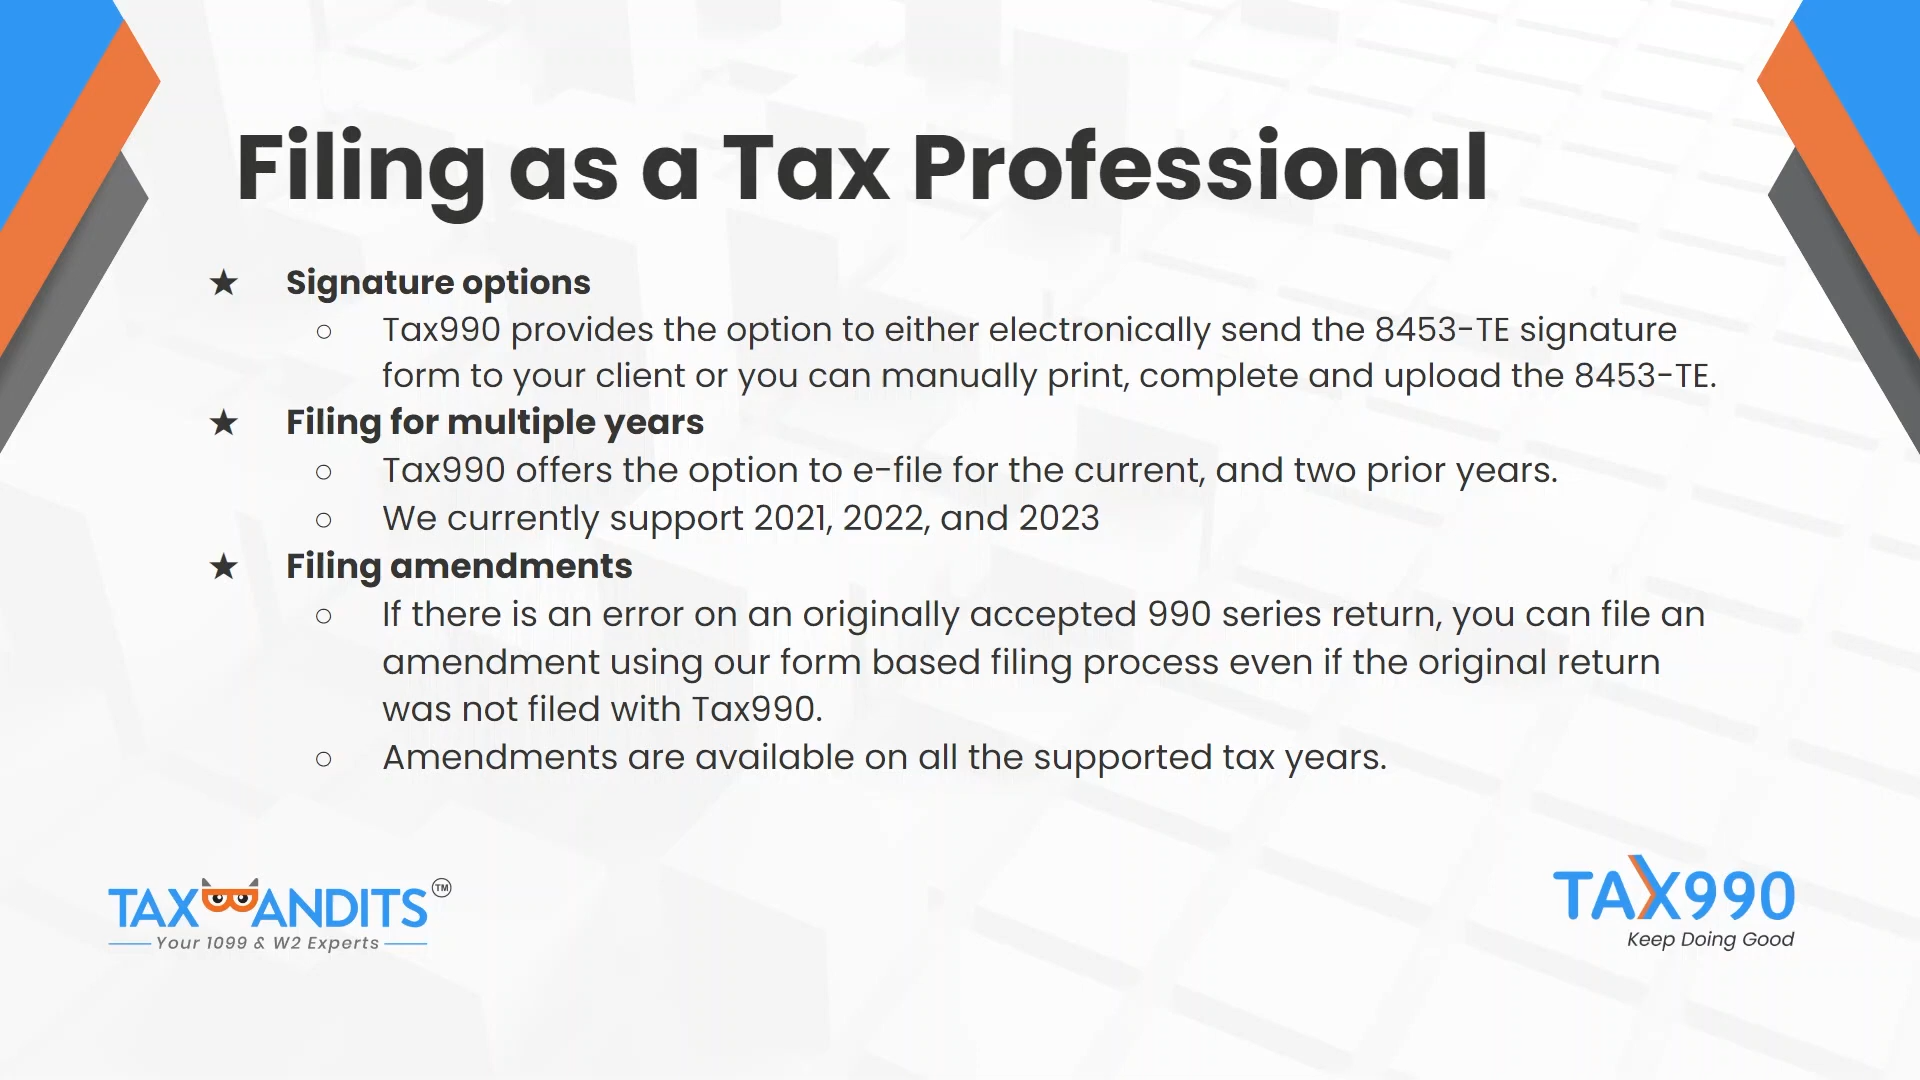 Filing as a Tax Professional
★ Signature options
○ Tax990 provides the option to either electronically send the 8453-TE signature
form to your client or you can manually print, complete and upload the 8453-TE.
★ Filing for multiple years
○ Tax990 offers the option to e-file for the current, and two prior years.
○ We currently support 2021, 2022, and 2023
★ Filing amendments
○ If there is an error on an originally accepted 990 series return, you can file an
amendment using our form based filing process even if the original return
was not filed with Tax990.
○ Amendments are available on all the supported tax years.
TAXBANDITS TM
Your 1099 & W2 Experts
TAX990
Keep Doing Good